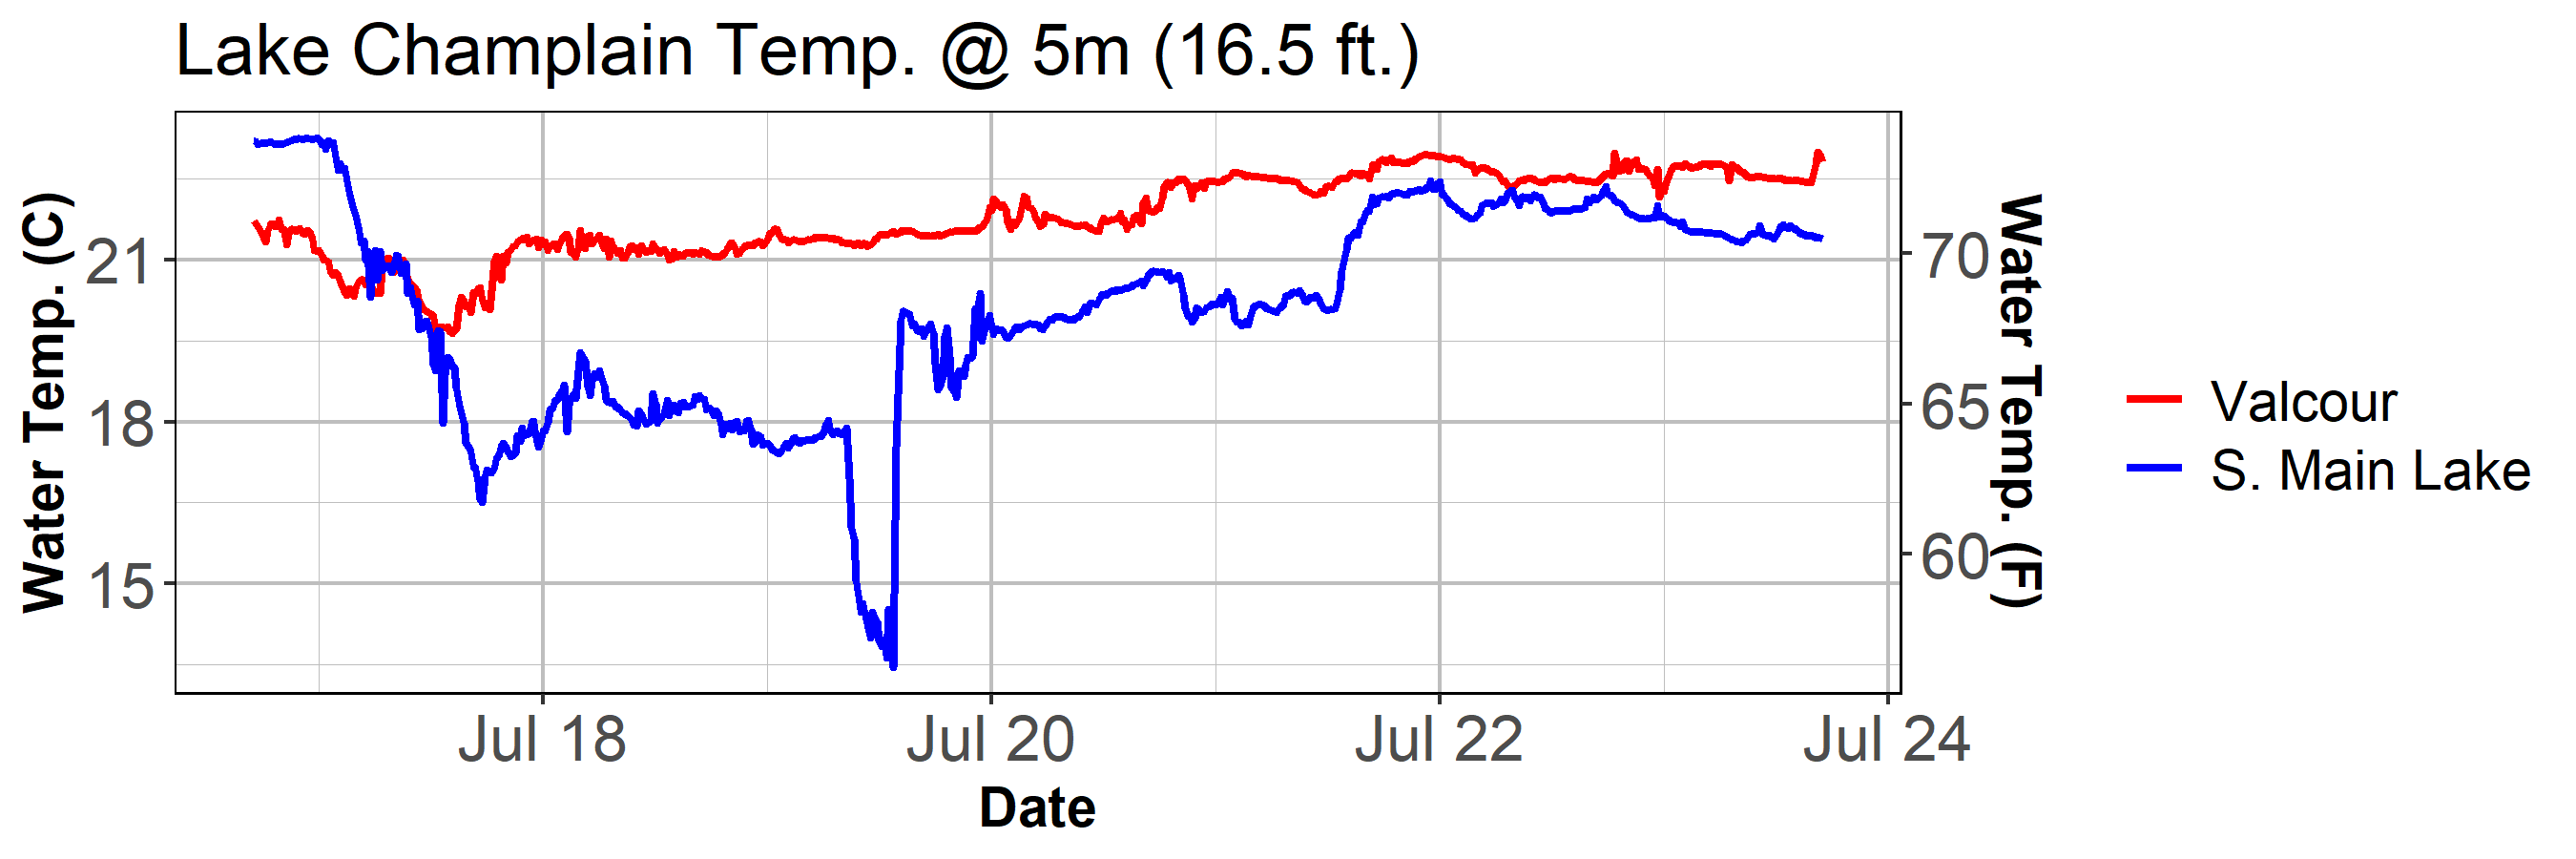 Lake Champlain Temp. @ 5m (16.5 ft.)
Water Temp. (C)
21
18
15
70
65
60
Water Temp. (F)
Valcour
S. Main Lake
Jul 18
Jul 20
Jul 22
Jul 24
Date